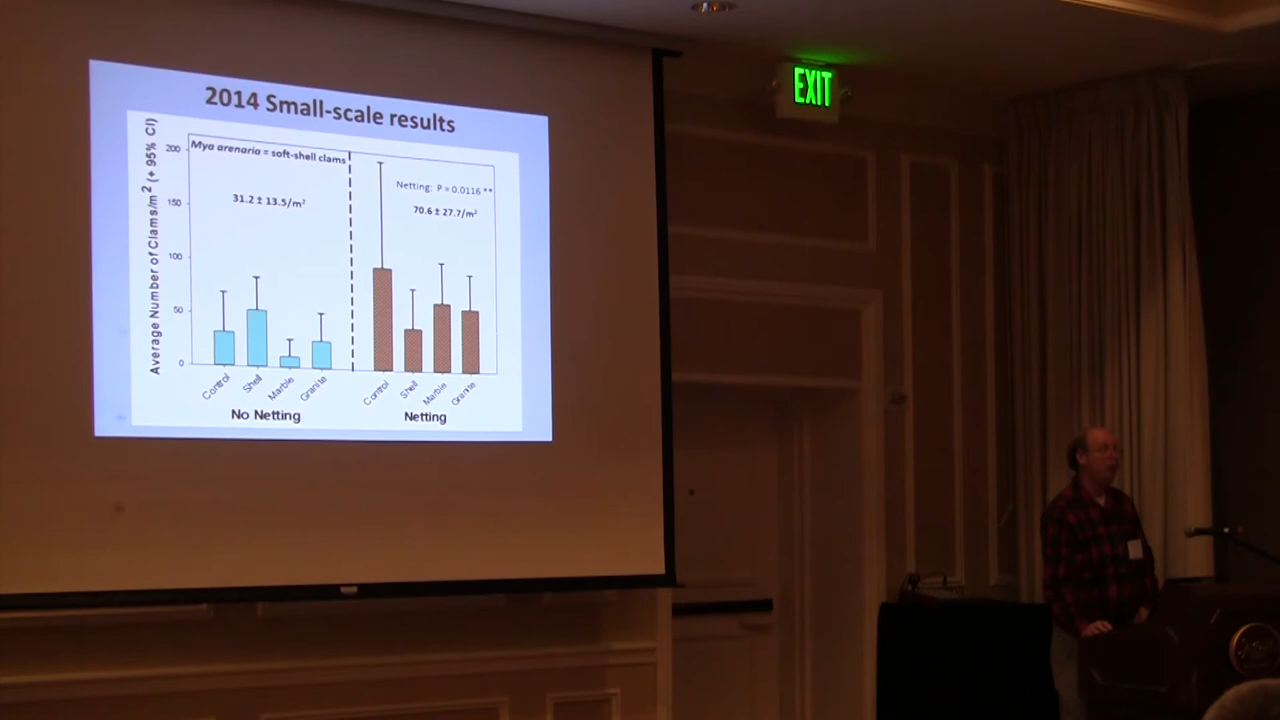 2014 Small-scale results
Average Number of Clams/m² (+ 95% CI)
200
150
100
50
0
Mya arenaria = soft-shell clams
31.2 ± 13.5/m²
Netting: P = 0.0116 **
70.6 ± 27.7/m²
Control
Shell
Marble
Granite
Control
Shell
Marble
Granite
No Netting
Netting
EXIT